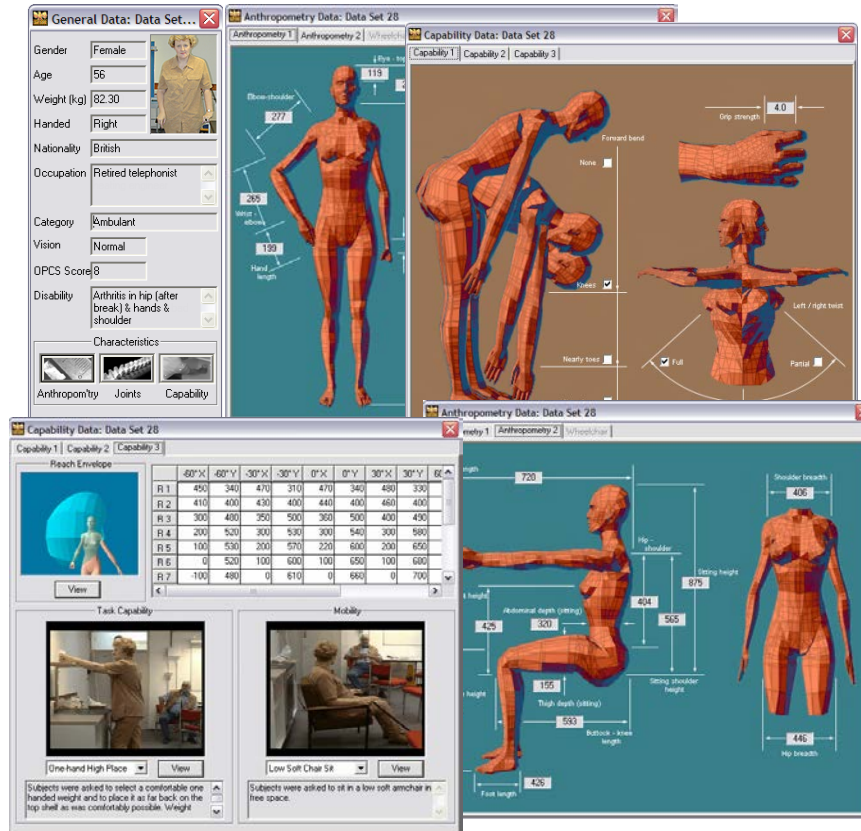 General Data: Data Set...
Gender Female
Age 56
Weight (kg) 82.30
Handed Right
Nationality British
Occupation Retired telephonist
Category Ambulant
Vision Normal
OPCS Score 8
Disability Arthritis in hip (after
break) & hands &
shoulder
Characteristics
Anthropom'try Joints Capability
Anthropometry Data: Data Set 28
Anthropometry 1 Anthropometry 2
Eye - top
119
Elbow-shoulder
277
265
Wrist -
elbow
199
Hand
length
Capability Data: Data Set 28
Capability 1 Capability 2 Capability 3
Forward bend
None
Knees
Nearly toes
4.0
Grip strength
Left / right twist
Full
Partial
Capability Data: Data Set 28
Capability 1 Capability 2 Capability 3
Reach Envelope
View
-60°X -60°Y -30°X -30°Y 0°X 0°Y 30°X 30°Y
R 1 450 340 470 310 470 340 480 330
R 2 410 400 430 400 440 400 460 400
R 3 300 480 350 500 360 500 400 490
R 4 200 520 300 530 300 540 300 580
R 5 100 530 200 570 220 600 200 650
R 6 0 520 100 600 100 650 100 600
R 7 -100 480 0 610 0 660 0 700
Task Capability
One-hand High Place View
Subjects were asked to select a comfortable one
handed weight and to place it as far back on the
top shelf as was comfortably possible. Weight
Mobility
Low Soft Chair Sit View
Subjects were asked to sit in a low soft armchair in
free space.
Anthropometry Data: Data Set 28
Anthropometry 2 Wheelchair
720
Hip -
shoulder
Sitting height
875
404
565
height
425
Abdominal depth (sitting)
320
155
Thigh depth (sitting)
Sitting shoulder
height
593
Buttock - knee
length
426
Foot length
Shoulder breadth
406
446
Hip breadth